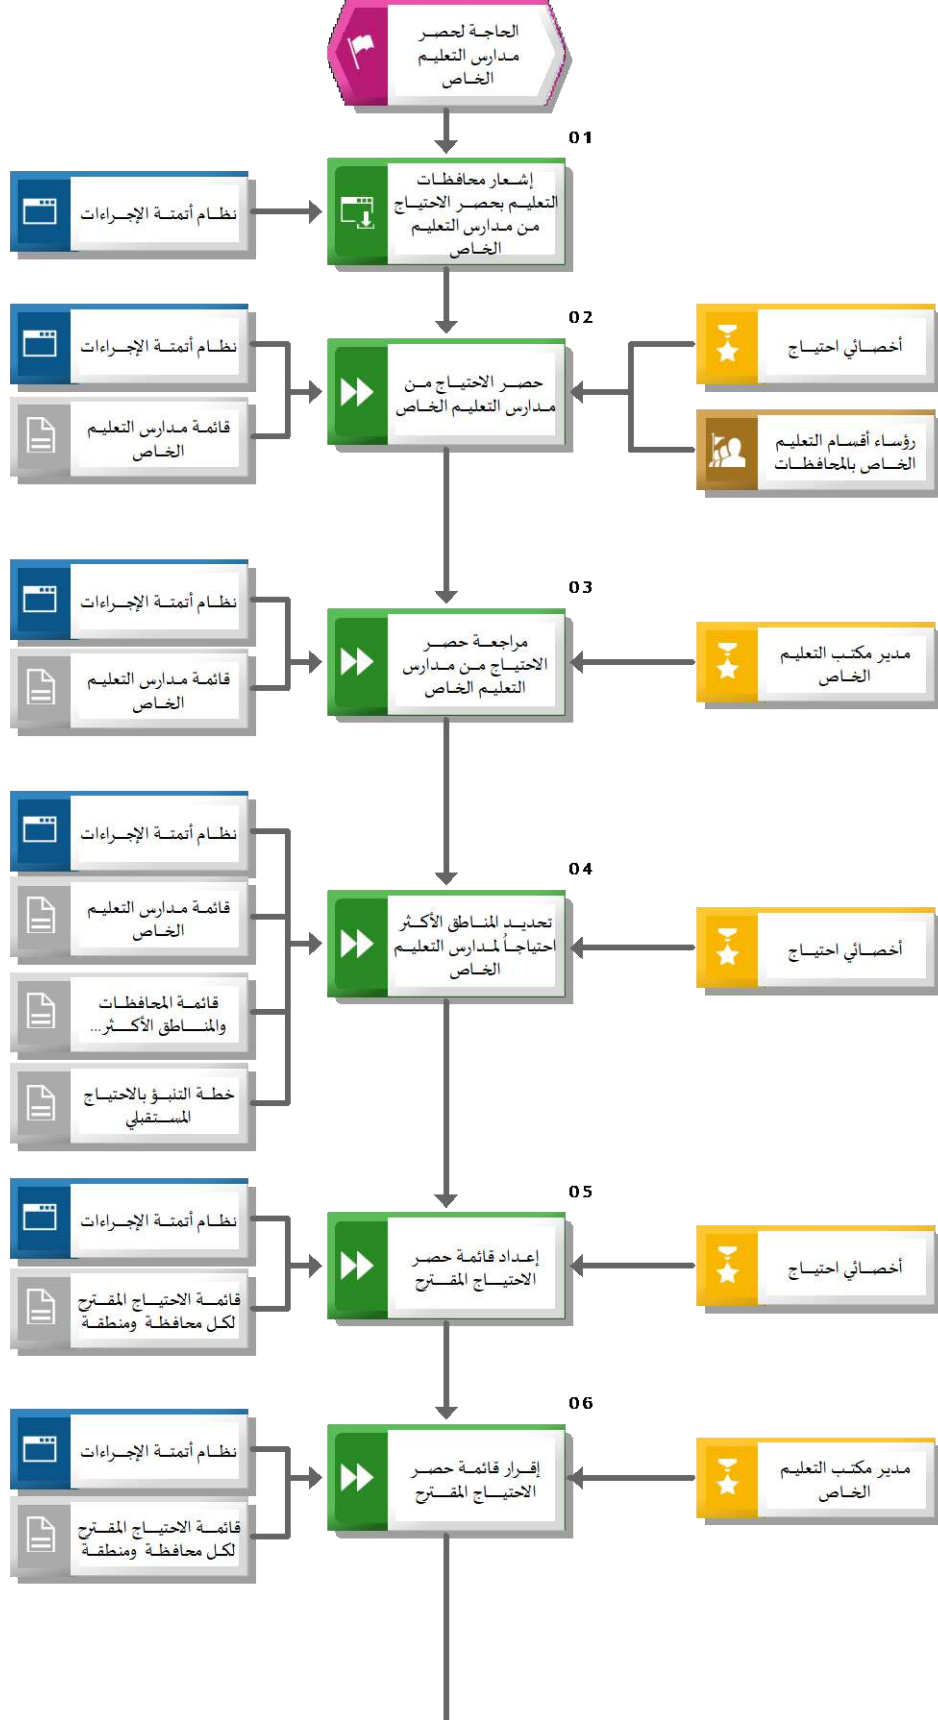 الحاجة لحصر
مدارس التعليم
الخاص
01
إشعار محافظات
التعليم بحصر الاحتياج
من مدارس التعليم
الخاص
نظام أتمتة الإجراءات
02
أخصائي احتياج
رؤساء أقسام التعليم
الخاص بالمحافظات
حصر الاحتياج من
مدارس التعليم الخاص
نظام أتمتة الإجراءات
قائمة مدارس التعليم
الخاص
03
مدير مكتب التعليم
الخاص
مراجعة حصر
الاحتياج من مدارس
التعليم الخاص
نظام أتمتة الإجراءات
قائمة مدارس التعليم
الخاص
04
أخصائي احتياج
تحديد المناطق الأكثر
احتياجاً لمدارس التعليم
الخاص
نظام أتمتة الإجراءات
قائمة مدارس التعليم
الخاص
قائمة المحافظات
والمناطق الأكثر...
خطة التنبؤ بالاحتياج
المستقبلي
05
أخصائي احتياج
إعداد قائمة حصر
الاحتياج المقترح
نظام أتمتة الإجراءات
قائمة الاحتياج المقترح
لكل محافظة ومنطقة
06
مدير مكتب التعليم
الخاص
إقرار قائمة حصر
الاحتياج المقترح
نظام أتمتة الإجراءات
قائمة الاحتياج المقترح
لكل محافظة ومنطقة